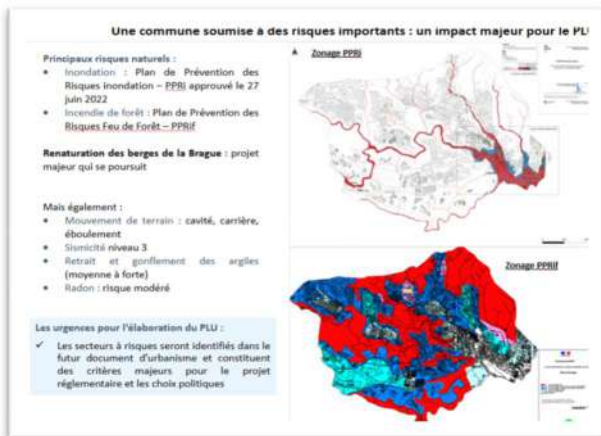 Une commune soumise à des risques importants : un impact majeur pour le PLU
Principaux risques naturels :
• Inondation : Plan de Prévention des
Risques inondation – PPRi approuvé le 27
juin 2022
• Incendie de forêt : Plan de Prévention des
Risques Feu de Forêt – PPRif
Renaturation des berges de la Brague : projet
majeur qui se poursuit
Mais également :
• Mouvement de terrain : cavité, carrière,
éboulement
• Sismicité niveau 3
• Retrait et gonflement des argiles
(moyenne à forte)
• Radon : risque modéré
Les urgences pour l'élaboration du PLU :
✓ Les secteurs à risques seront identifiés dans le
futur document d'urbanisme et constituent
des critères majeurs pour le projet
réglementaire et les choix politiques
Zonage PPRi
Zonage PPRif